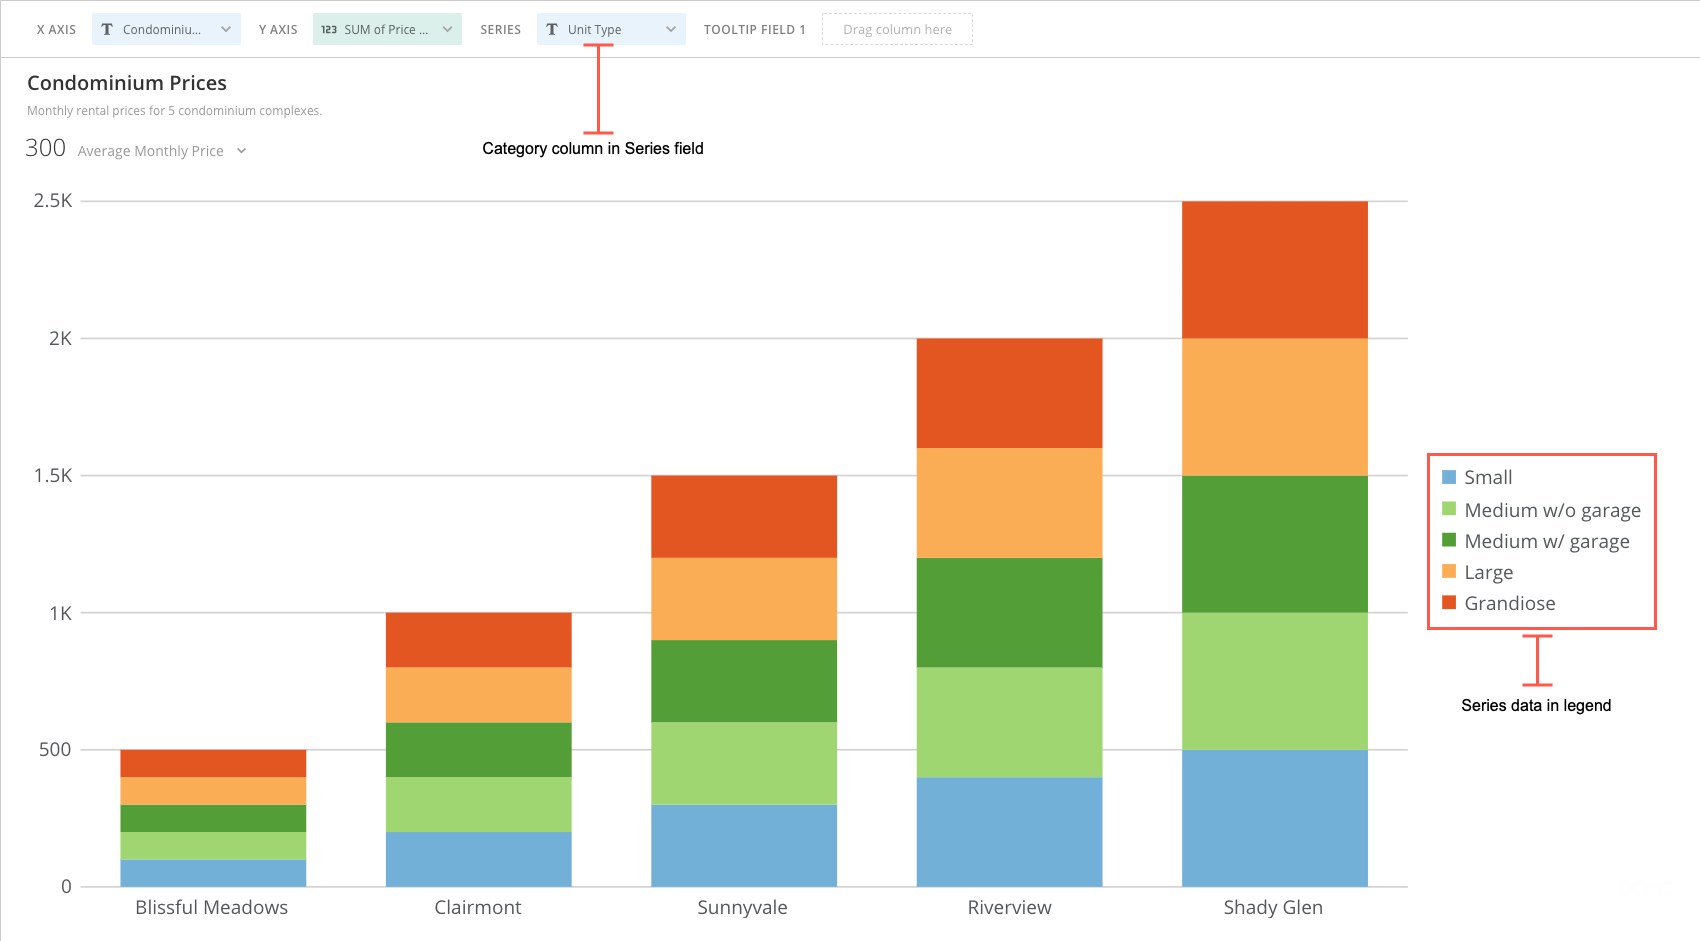 X AXIS T Condominiu... Y AXIS 123 SUM of Price ... SERIES T Unit Type TOOLTIP FIELD 1 Drag column here
Condominium Prices
Monthly rental prices for 5 condominium complexes.
300 Average Monthly Price
Category column in Series field
2.5K
2K
1.5K
1K
500
0
Blissful Meadows Clairmont Sunnyvale Riverview Shady Glen
Small
Medium w/o garage
Medium w/ garage
Large
Grandiose
Series data in legend